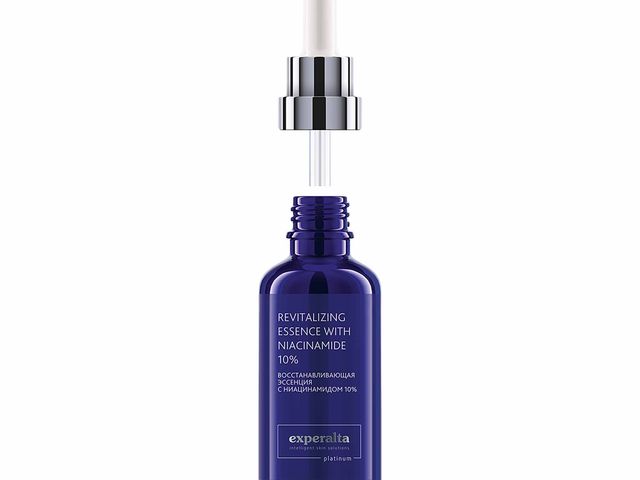 REVITALIZING
ESSENCE WITH
NIACINAMIDE
10%
ВОССТАНАВЛИВАЮЩАЯ
ЭССЕНЦИЯ
С НИАЦИНАМИДОМ 10%
experalta
intelligent skin solutions
platinum